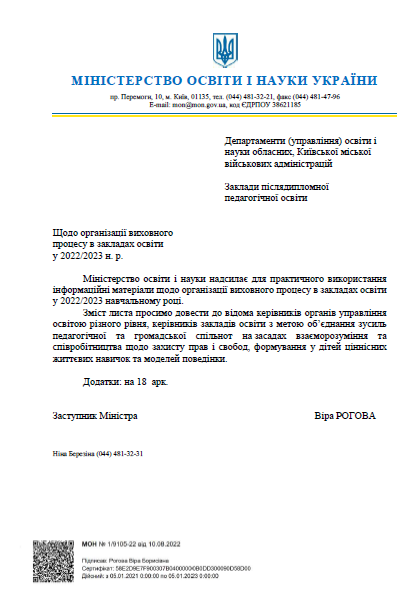 МІНІСТЕРСТВО ОСВІТИ І НАУКИ УКРАЇНИ
пр. Перемоги, 10, м. Київ, 01135, тел. (044) 481-32-21, факс (044) 481-47-96
E-mail: mon@mon.gov.ua, код ЄДРПОУ 38621185
Департаменти (управління) освіти і
науки обласних, Київської міської
військових адміністрацій
Заклади післядипломної
педагогічної освіти
Щодо організації виховного
процесу в закладах освіти
у 2022/2023 н. р.
Міністерство освіти і науки надсилає для практичного використання
інформаційні матеріали щодо організації виховного процесу в закладах освіти
у 2022/2023 навчальному році.
Зміст листа просимо довести до відома керівників органів управління
освітою різного рівня, керівників закладів освіти з метою об’єднання зусиль
педагогічної та громадської спільнот на засадах взаєморозуміння та
співробітництва щодо захисту прав і свобод, формування у дітей ціннісних
життєвих навичок та моделей поведінки.
Додатки: на 18 арк.
Заступник Міністра Віра РОГОВА
Ніна Березіна (044) 481-32-31
МОН № 1/9105-22 від 10.08.2022
Підписав: Рогова Віра Борисівна
Сертифікат:
Дійсний: з 05.01.2021 0:00:00 по 05.01.2023 0:00:00